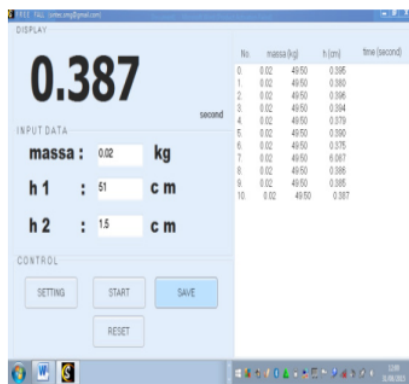 FREE FALL
DISPLAY
0.387
second
INPUT DATA
massa : 0.02 kg
h 1 : 51 cm
h 2 : 1.5 cm
CONTROL
SETTING START SAVE
RESET
No. massa (kg) h (cm) time (second)
0. 0.02 49.50 0.395
1. 0.02 49.50 0.380
2. 0.02 49.50 0.396
3. 0.02 49.50 0.394
4. 0.02 49.50 0.379
5. 0.02 49.50 0.390
6. 0.02 49.50 0.375
7. 0.02 49.50 6.067
8. 0.02 49.50 0.386
9. 0.02 49.50 0.385
10. 0.02 49.50 0.387